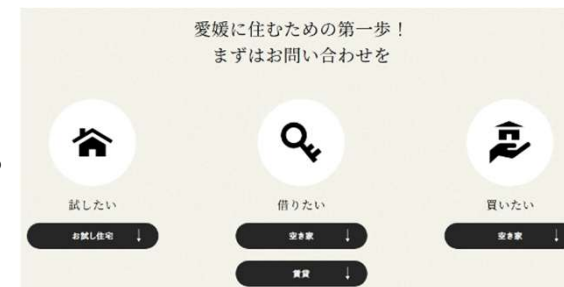 愛媛に住むための第一歩！
まずはお問い合わせを
試したい
借りたい
買いたい
お試し住宅 ↓
空き家 ↓
空き家 ↓
賃貸 ↓